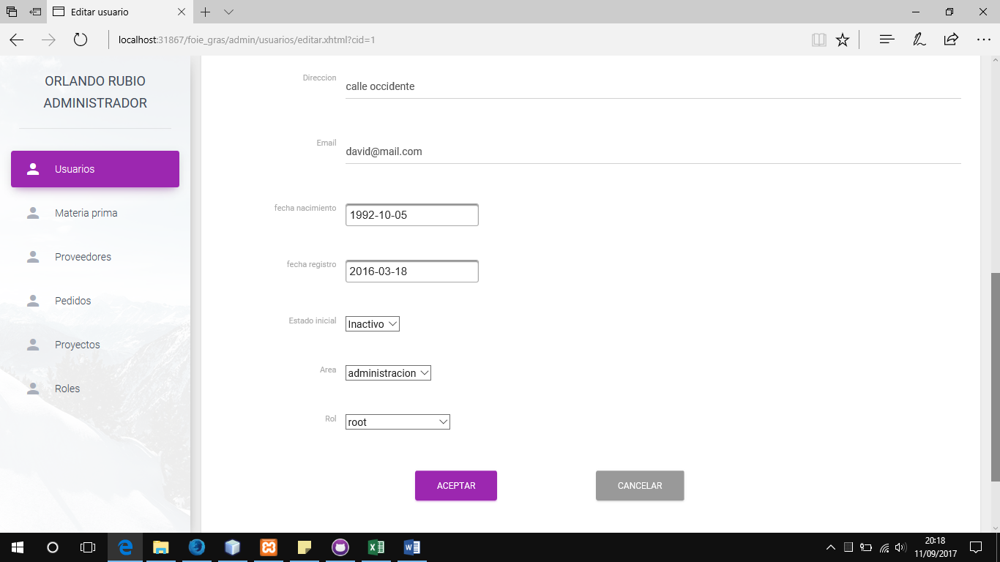 Editar usuario
localhost:31867/foie_gras/admin/usuarios/editar.xhtml?cid=1
ORLANDO RUBIO
ADMINISTRADOR
Usuarios
Materia prima
Proveedores
Pedidos
Proyectos
Roles
Direccion
calle occidente
Email
david@mail.com
fecha nacimiento
1992-10-05
fecha registro
2016-03-18
Estado inicial
Inactivo
Area
administracion
Rol
root
ACEPTAR
CANCELAR
20:18
11/09/2017